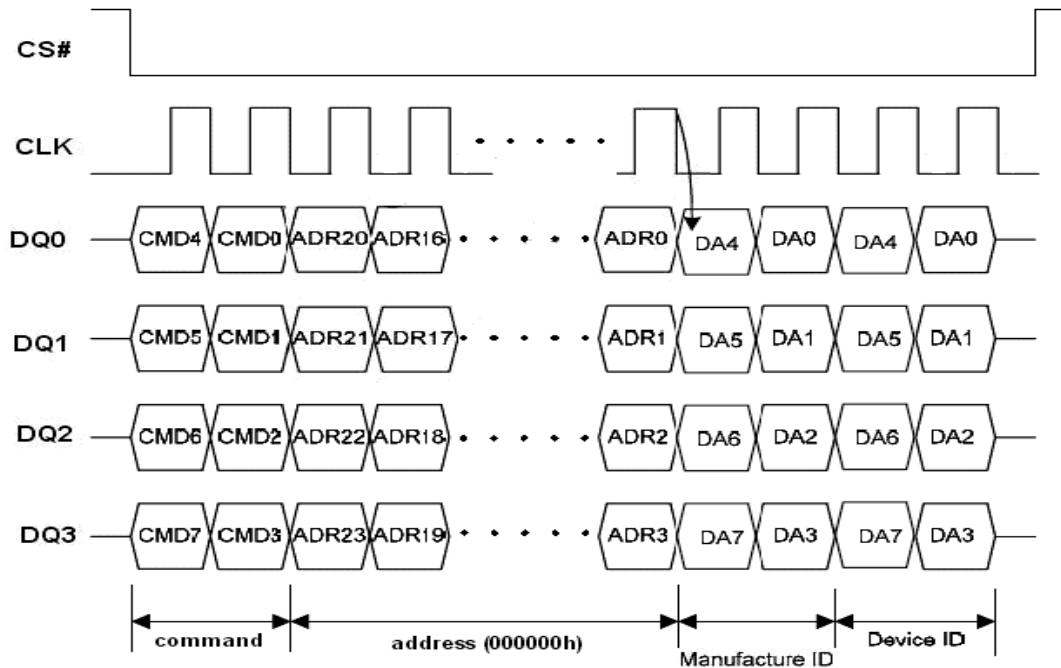 CS#
CLK
DQ0 CMD4 CMD0 ADR20 ADR16 ADR0 DA4 DA0 DA4 DA0
DQ1 CMD5 CMD1 ADR21 ADR17 ADR1 DA5 DA1 DA5 DA1
DQ2 CMD6 CMD2 ADR22 ADR18 ADR2 DA6 DA2 DA6 DA2
DQ3 CMD7 CMD3 ADR23 ADR19 ADR3 DA7 DA3 DA7 DA3
command address (000000h) Manufacture ID Device ID